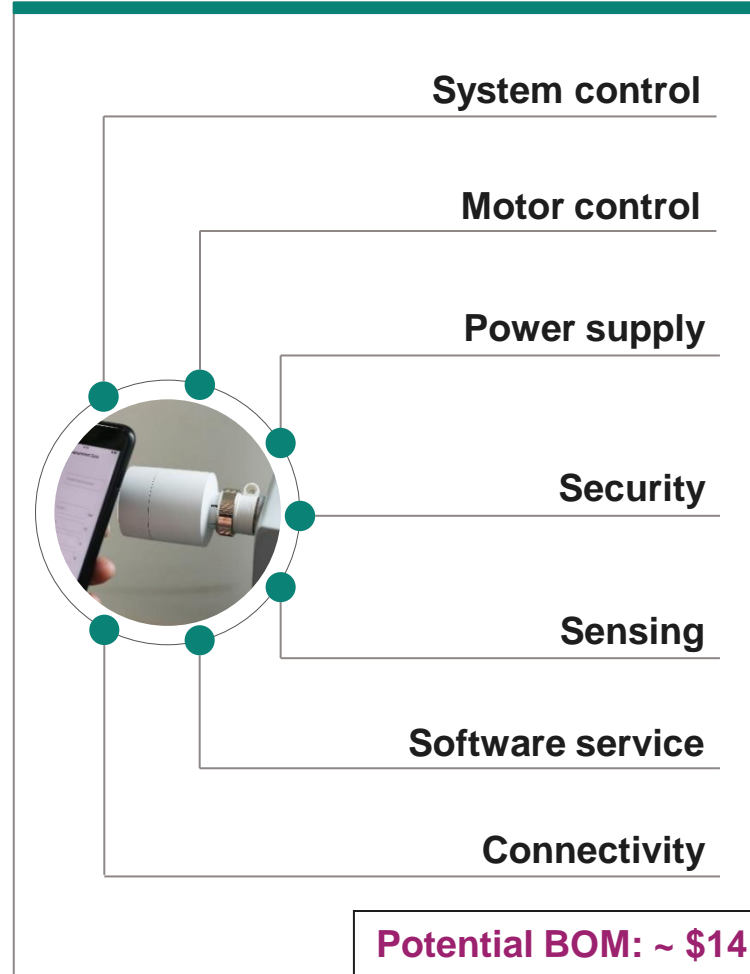 System control
Motor control
Power supply
Security
Sensing
Software service
Connectivity
Potential BOM: ~ $14